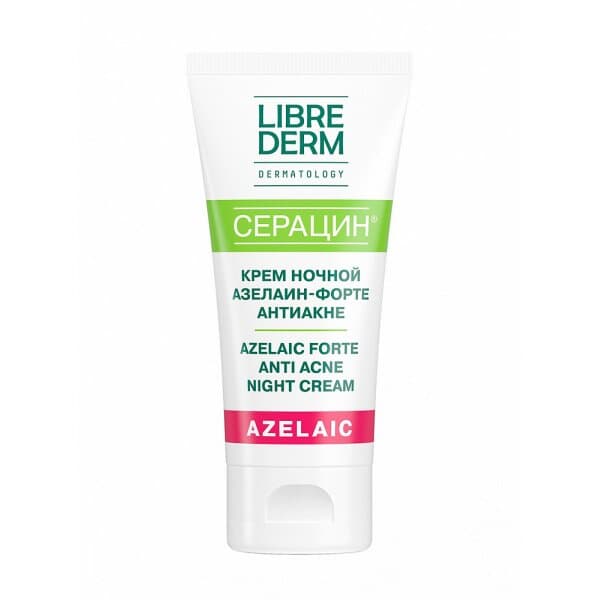 LIBRE
DERM
DERMATOLOGY
СЕРАЦИН®
КРЕМ НОЧНОЙ
АЗЕЛАИН-ФОРТЕ
АНТИАКНЕ
AZELAIC FORTE
ANTI ACNE
NIGHT CREAM
AZELAIC